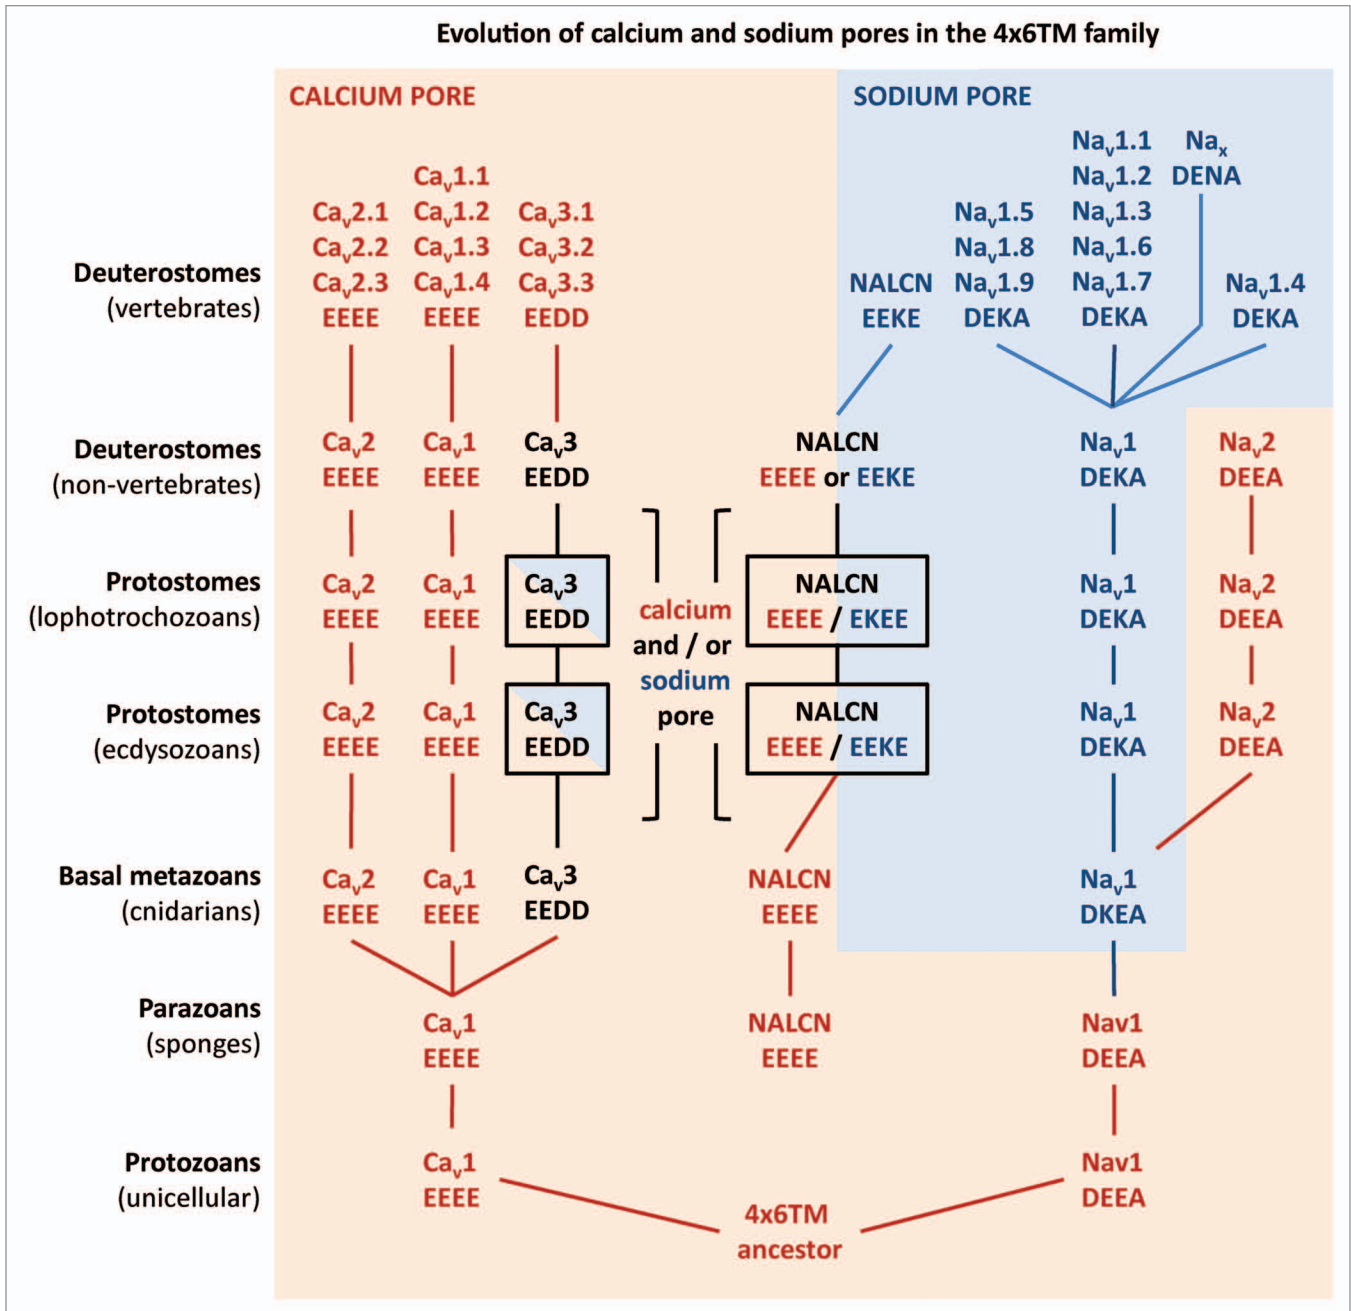 Evolution of calcium and sodium pores in the 4x6TM family
CALCIUM PORE
SODIUM PORE
Deuterostomes
(vertebrates)
Cav2.1
Cav2.2
Cav2.3
EEEE
Cav1.1
Cav1.2
Cav1.3
Cav1.4
EEEE
Cav3.1
Cav3.2
Cav3.3
EEDD
NALCN
EEKE
Nav1.5
Nav1.8
Nav1.9
DEKA
Nav1.1
Nav1.2
Nav1.3
Nav1.6
Nav1.7
DEKA
Nax
DENA
Nav1.4
DEKA
Deuterostomes
(non-vertebrates)
Cav2
EEEE
Cav1
EEEE
Cav3
EEDD
NALCN
EEEE or EEKE
Nav1
DEKA
Nav2
DEEA
Protostomes
(lophotrochozoans)
Cav2
EEEE
Cav1
EEEE
Cav3
EEDD
calcium
and / or
sodium
pore
NALCN
EEEE / EKEE
Nav1
DEKA
Nav2
DEEA
Protostomes
(ecdysozoans)
Cav2
EEEE
Cav1
EEEE
Cav3
EEDD
NALCN
EEEE / EEKE
Nav1
DEKA
Nav2
DEEA
Basal metazoans
(cnidarians)
Cav2
EEEE
Cav1
EEEE
Cav3
EEDD
NALCN
EEEE
Nav1
DKEA
Parazoans
(sponges)
Cav1
EEEE
NALCN
EEEE
Nav1
DEEA
Protozoans
(unicellular)
Cav1
EEEE
Nav1
DEEA
4x6TM
ancestor